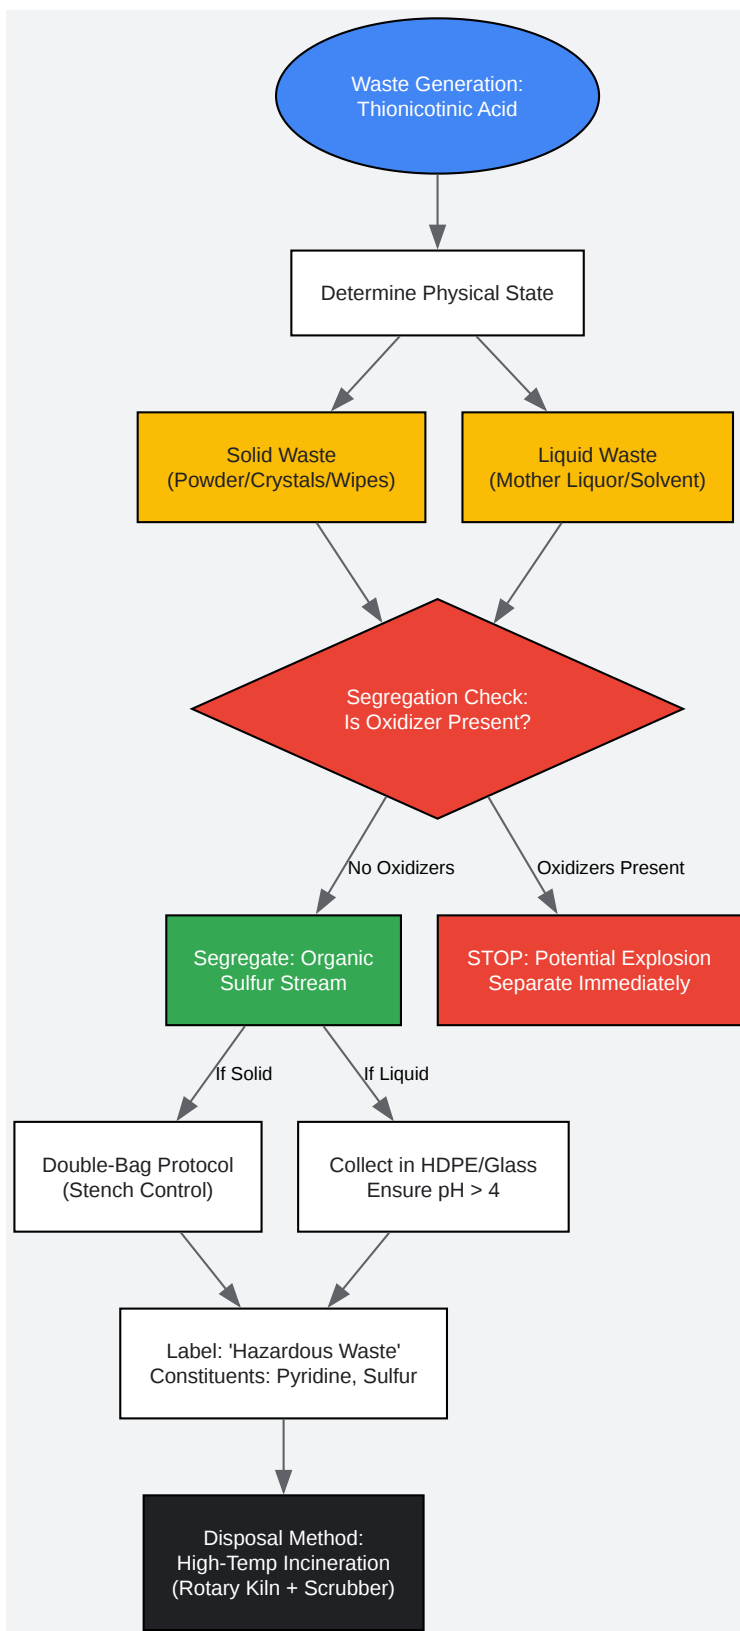 Waste Generation:
Thionicotinic Acid
Determine Physical State
Solid Waste
(Powder/Crystals/Wipes)
Liquid Waste
(Mother Liquor/Solvent)
Segregation Check:
Is Oxidizer Present?
No Oxidizers
Oxidizers Present
Segregate: Organic
Sulfur Stream
STOP: Potential Explosion
Separate Immediately
If Solid
If Liquid
Double-Bag Protocol
(Stench Control)
Collect in HDPE/Glass
Ensure pH > 4
Label: 'Hazardous Waste'
Constituents: Pyridine, Sulfur
Disposal Method:
High-Temp Incineration
(Rotary Kiln + Scrubber)